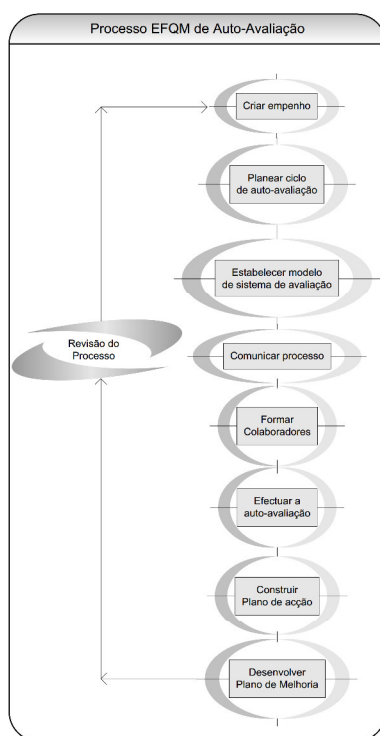 Processo EFQM de Auto-Avaliação
Criar empenho
Planear ciclo
de auto-avaliação
Estabelecer modelo
de sistema de avaliação
Revisão do
Processo
Comunicar processo
Formar
Colaboradores
Efectuar a
auto-avaliação
Construir
Plano de acção
Desenvolver
Plano de Melhoria